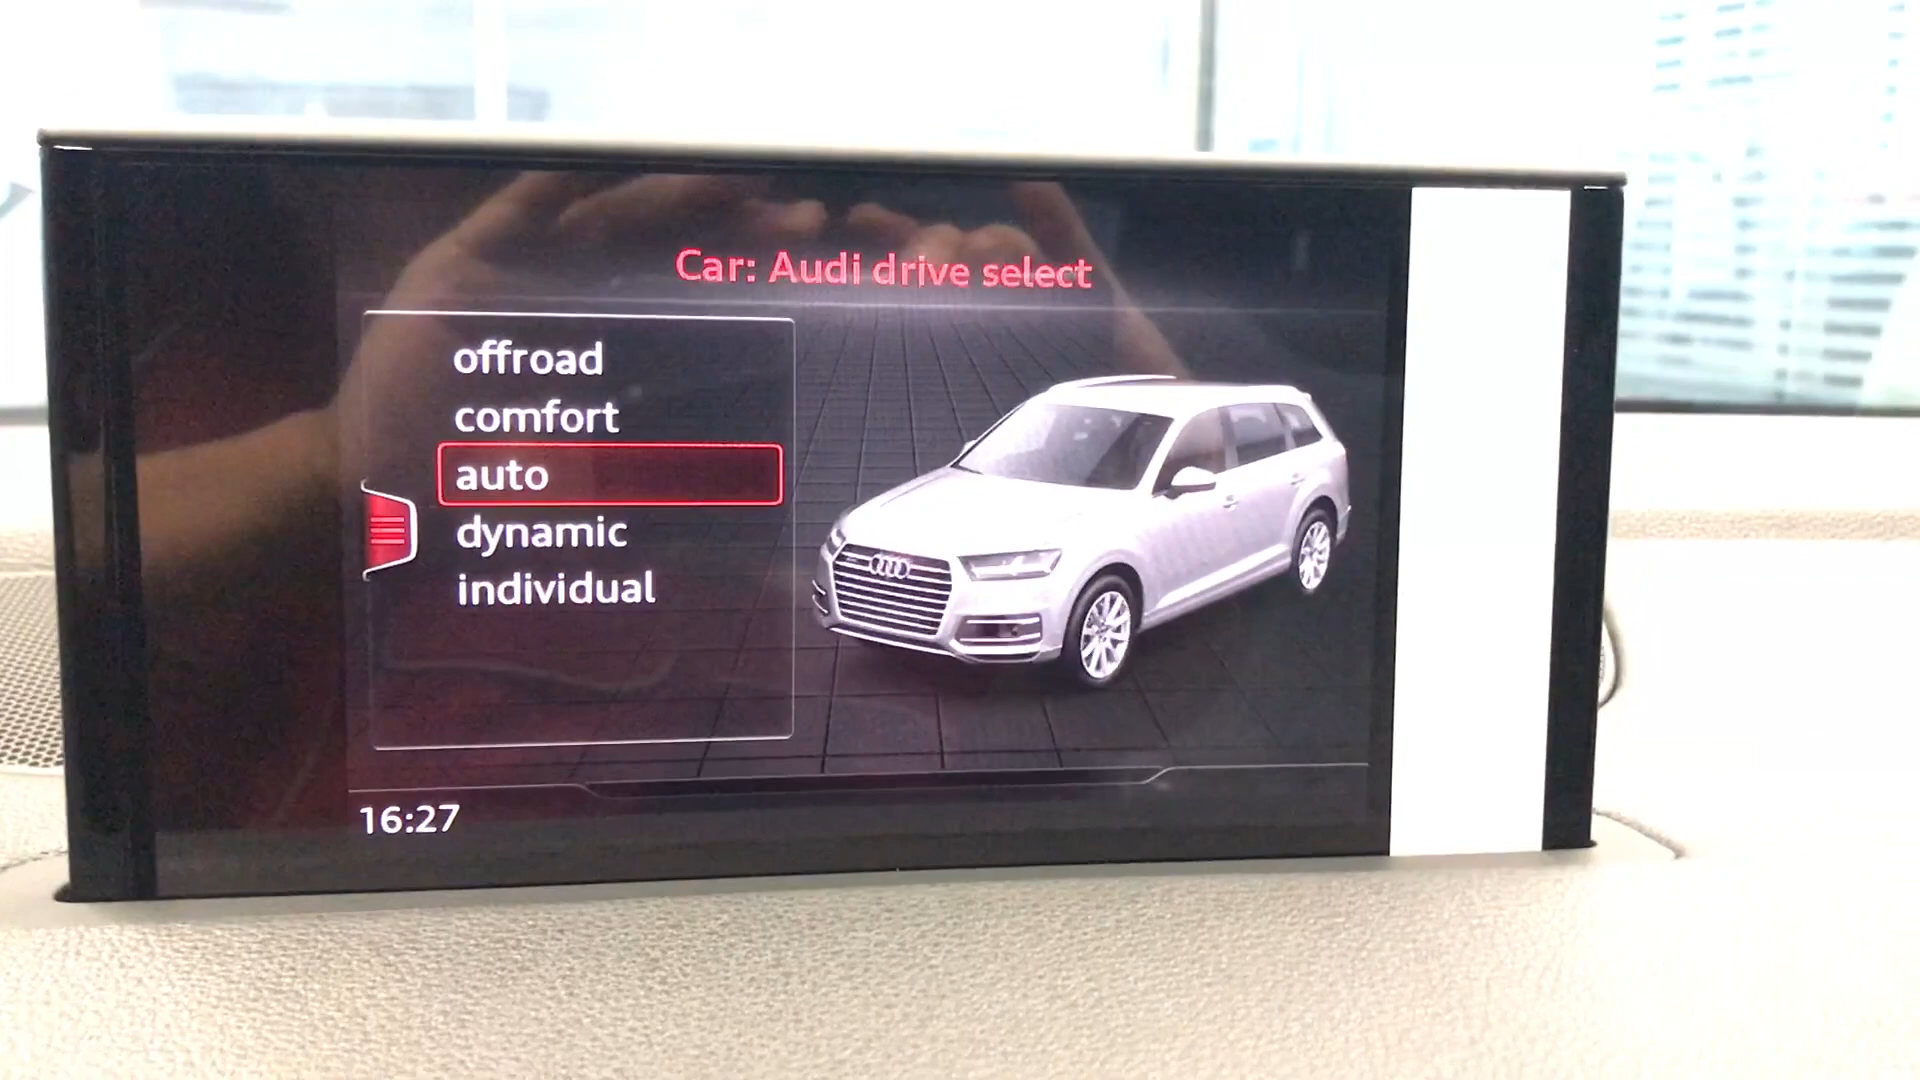 Car: Audi drive select
offroad
comfort
auto
dynamic
individual
16:27